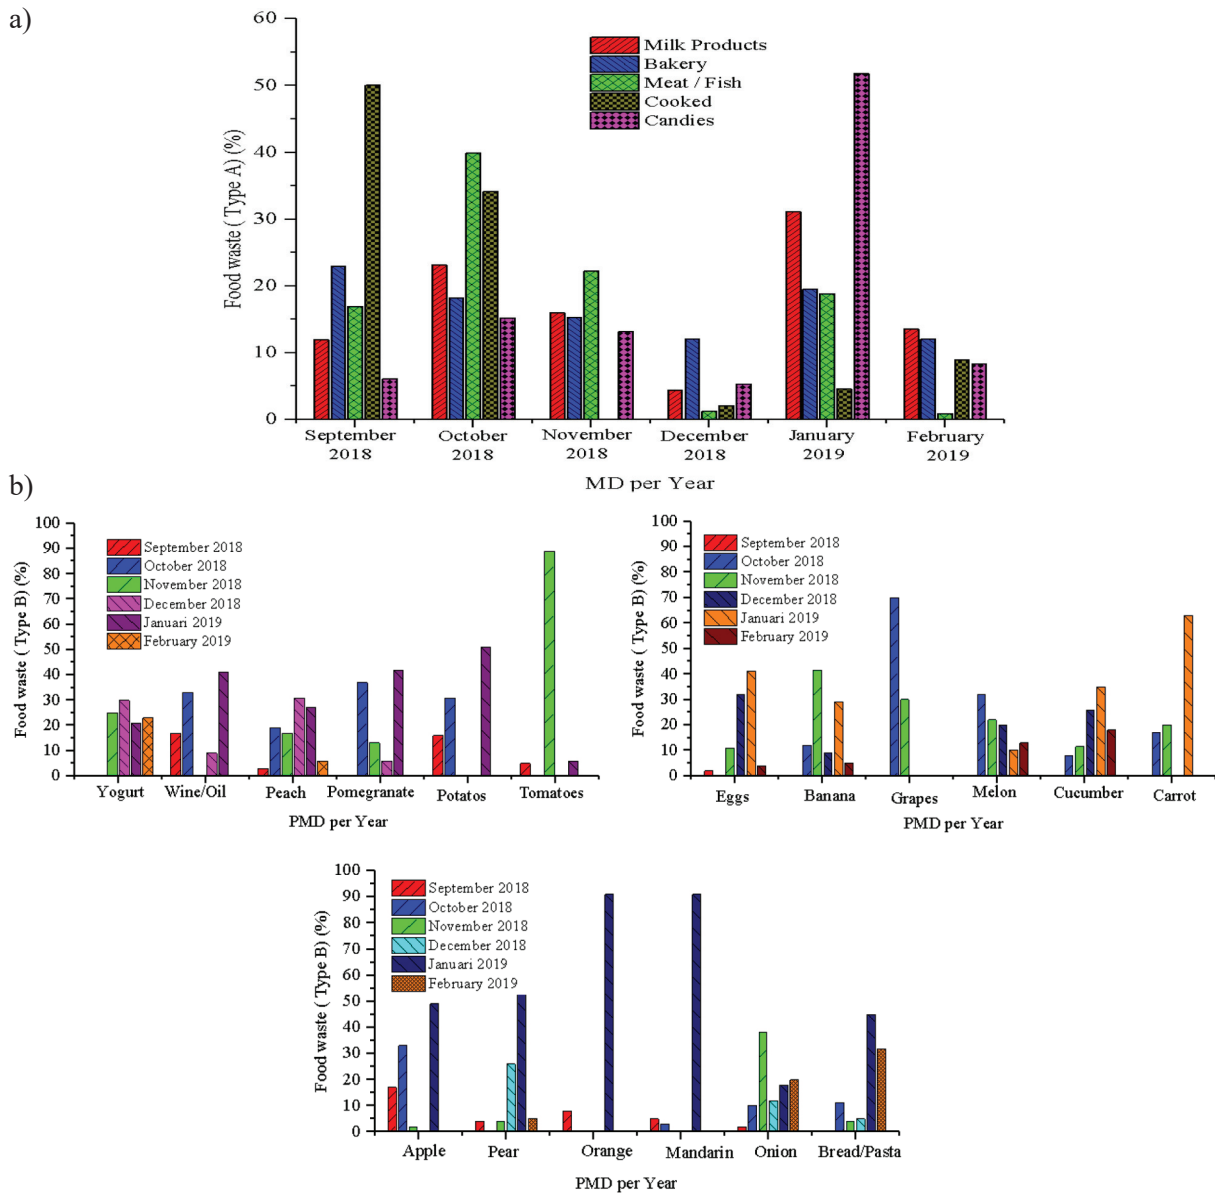 a)
60
50
40
30
20
10
0
Food waste ( Type A) (%)
Milk Products
Bakery
Meat / Fish
Cooked
Candies
September October November December January February
2018 2018 2018 2018 2019 2019
MD per Year
b)
100
90
80
70
60
50
40
30
20
10
0
Food waste ( Type B) (%)
September 2018
October 2018
November 2018
December 2018
Januari 2019
February 2019
Yogurt Wine/Oil Peach Pomegranate Potatos Tomatoes
PMD per Year
100
90
80
70
60
50
40
30
20
10
0
Food waste ( Type B) (%)
September 2018
October 2018
November 2018
December 2018
Januari 2019
February 2019
Eggs Banana Grapes Melon Cucumber Carrot
PMD per Year
100
90
80
70
60
50
40
30
20
10
0
Food waste ( Type B) (%)
September 2018
October 2018
November 2018
December 2018
Januari 2019
February 2019
Apple Pear Orange Mandarin Onion Bread/Pasta
PMD per Year